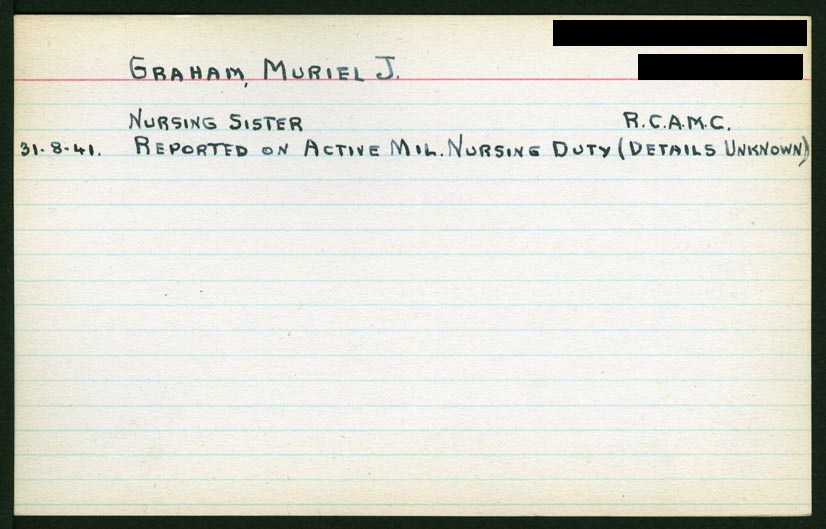 GRAHAM, MURIEL J.
NURSING SISTER R.C.A.M.C.
31-8-41. REPORTED ON ACTIVE MIL. NURSING DUTY (DETAILS UNKNOWN)